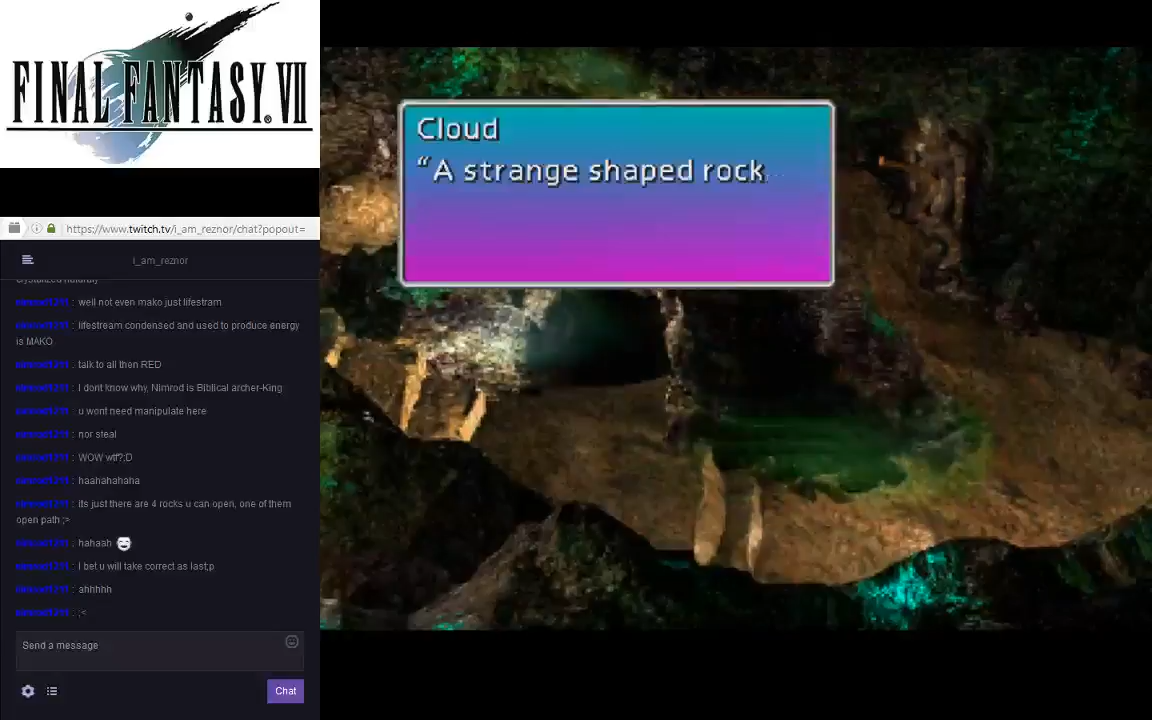 FINAL FANTASY. VII
https://www.twitch.tv/i_am_reznor/chat?popout=
i_am_reznor
: well not even mako just lifestram
: lifestream condensed and used to produce energy
is MAKO
: talk to all then RED
: I dont know why, Nimrod is Biblical archer-King
: u wont need manipulate here
: nor steal
: WOW wtf?:D
: haahahahaha
: its just there are 4 rocks u can open, one of them
open path ;>
: hahaah
: I bet u will take correct as last;p
: ahhhhh
: ;<
Send a message
Chat
Cloud
“A strange shaped rock...